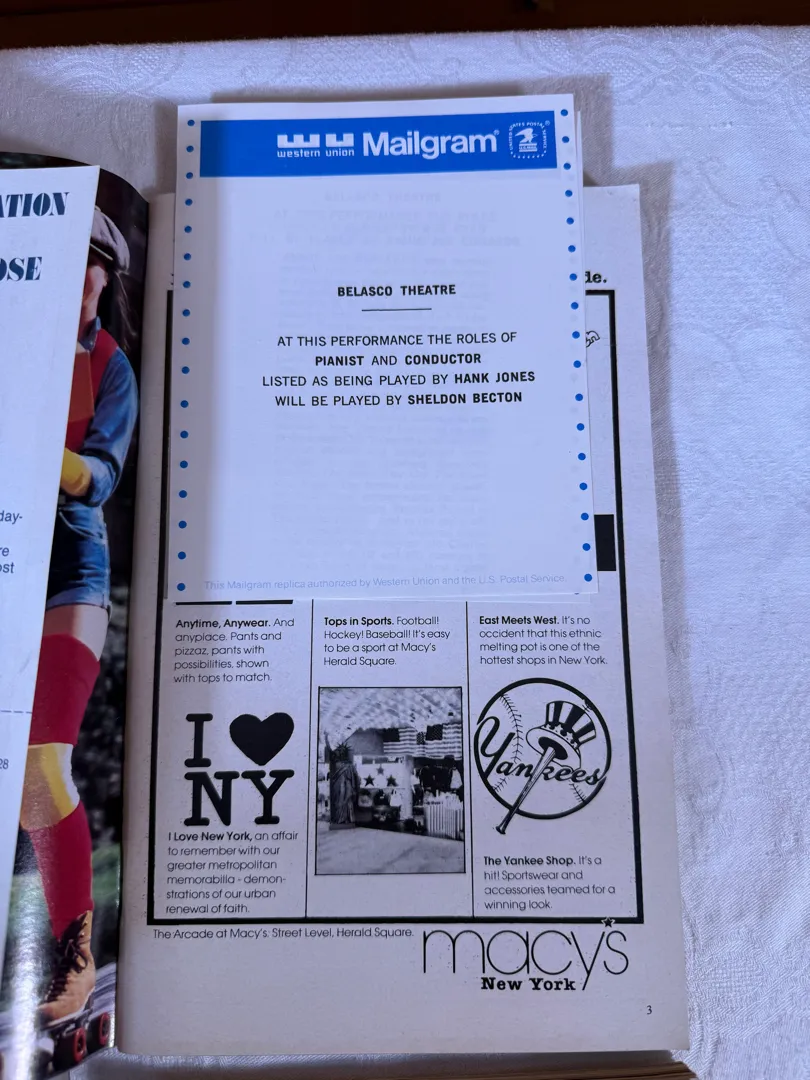 ATION
OSE
day-
re
ost
28
western union Mailgram®
UNITED STATES POSTAL SERVICE
BELASCO THEATRE
AT THIS PERFORMANCE THE ROLES OF
PIANIST AND CONDUCTOR
LISTED AS BEING PLAYED BY HANK JONES
WILL BE PLAYED BY SHELDON BECTON
This Mailgram replica authorized by Western Union and the U.S. Postal Service.
de.
Anytime, Anywear. And
anyplace. Pants and
pizzaz, pants with
possibilities, shown
with tops to match.
I ♥
NY
I Love New York, an affair
to remember with our
greater metropolitan
memorabilia - demon-
strations of our urban
renewal of faith.
Tops in Sports. Football!
Hockey! Baseball! It's easy
to be a sport at Macy's
Herald Square.
East Meets West. It's no
occident that this ethnic
melting pot is one of the
hottest shops in New York.
Yankees
The Yankee Shop. It's a
hit! Sportswear and
accessories teamed for a
winning look.
The Arcade at Macy's: Street Level, Herald Square.
macy's
New York
3